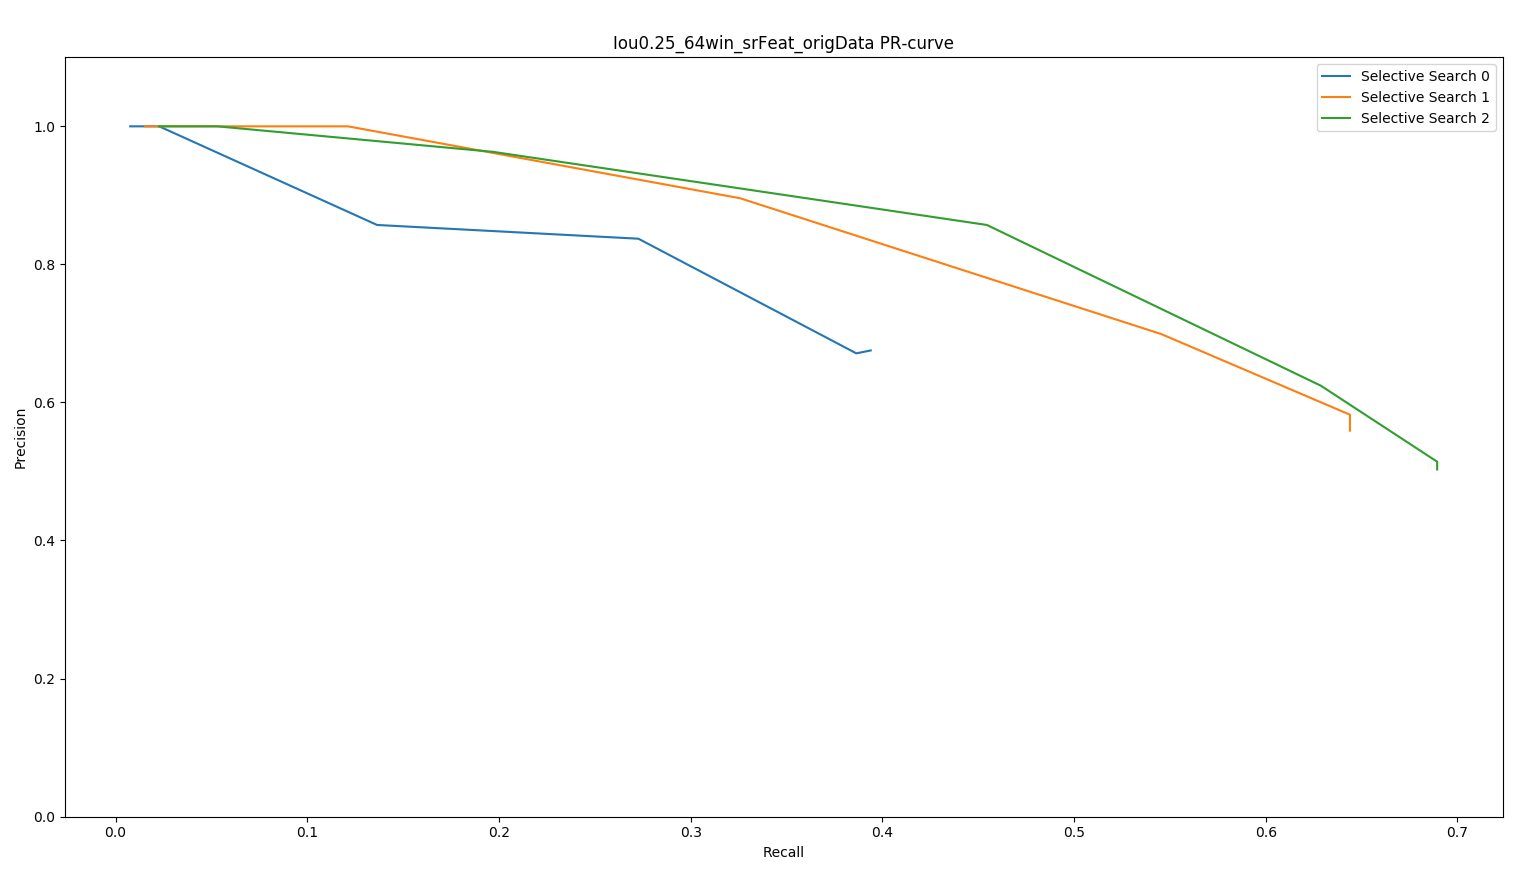 Iou0.25_64win_srFeat_origData PR-curve
Selective Search 0
Selective Search 1
Selective Search 2
1.0
0.8
0.6
0.4
0.2
0.0
Precision
0.0 0.1 0.2 0.3 0.4 0.5 0.6 0.7
Recall